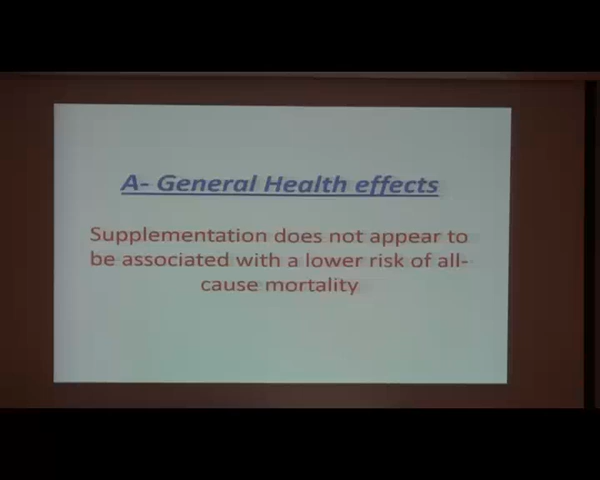 A- General Health effects
Supplementation does not appear to
be associated with a lower risk of all-
cause mortality